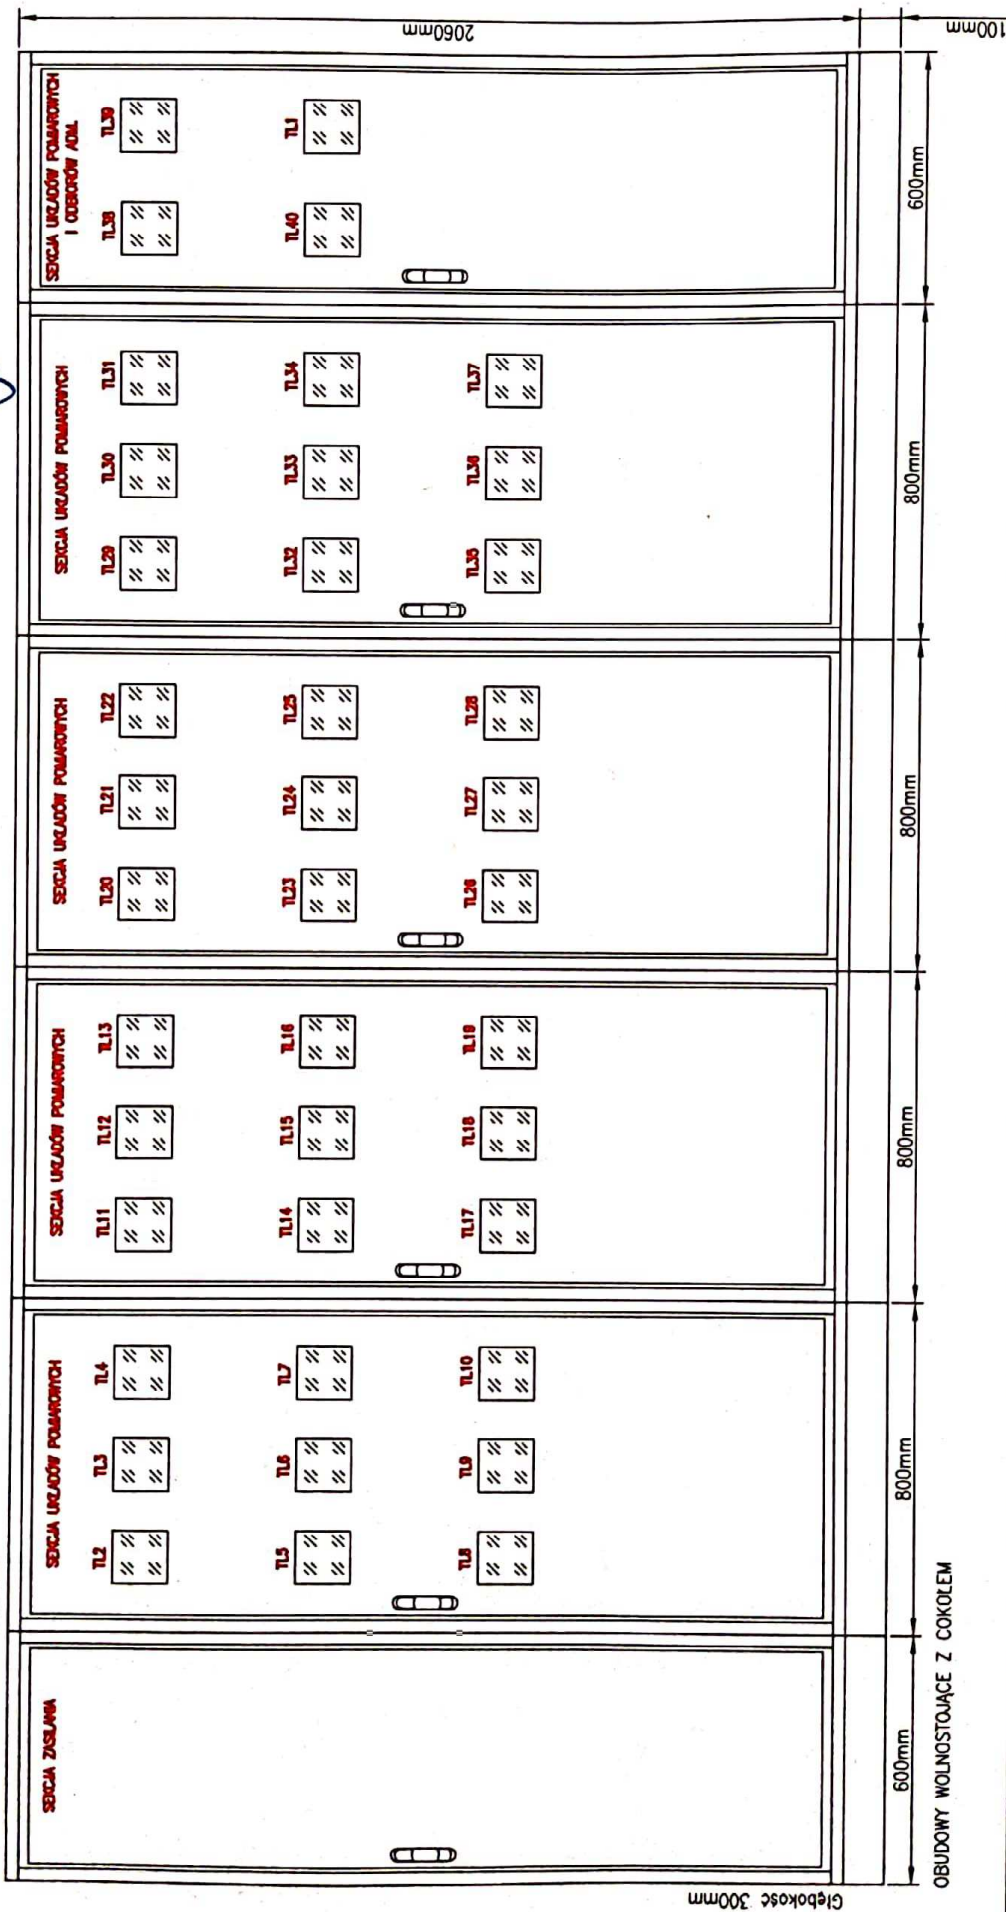 SEKCJA ZASILANIA
SEKCJA UKŁADÓW POMIAROWYCH
TL2 TL3 TL4
TL5 TL6 TL7
TL8 TL9 TL10
SEKCJA UKŁADÓW POMIAROWYCH
TL11 TL12 TL13
TL14 TL15 TL16
TL17 TL18 TL19
SEKCJA UKŁADÓW POMIAROWYCH
TL20 TL21 TL22
TL23 TL24 TL25
TL26 TL27 TL28
SEKCJA UKŁADÓW POMIAROWYCH
TL29 TL30 TL31
TL32 TL33 TL34
TL35 TL36 TL37
SEKCJA UKŁADÓW POMIAROWYCH
I ODBIORÓW ADM.
TL38 TL39
TL40 TL1
2060mm
100mm
Głębokość 300mm
600mm 800mm 800mm 800mm 800mm 600mm
OBUDOWY WOLNOSTOJĄCE Z COKOŁEM